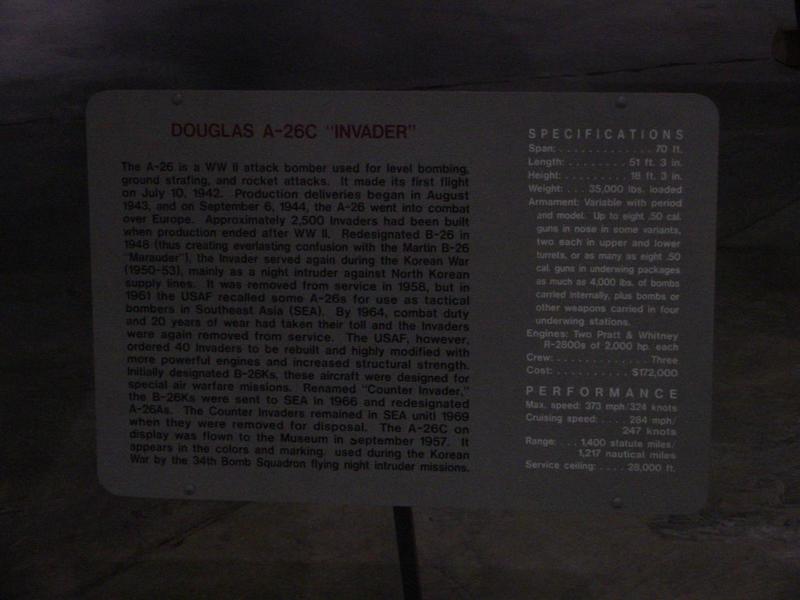 DOUGLAS A-26C "INVADER"
The A-26 is a WW II attack bomber used for level bombing,
ground strafing, and rocket attacks. It made its first flight
on July 10, 1942. Production deliveries began in August
1943, and on September 6, 1944, the A-26 went into combat
over Europe. Approximately 2,500 Invaders had been built
when production ended after WW II. Redesignated B-26 in
1948 (thus creating everlasting confusion with the Martin B-26
"Marauder"), the Invader served again during the Korean War
(1950-53), mainly as a night intruder against North Korean
supply lines. It was removed from service in 1958, but in
1961 the USAF recalled some A-26s for use as tactical
bombers in Southeast Asia (SEA). By 1964, combat duty
and 20 years of wear had taken their toll and the Invaders
were again removed from service. The USAF, however,
ordered 40 Invaders to be rebuilt and highly modified with
more powerful engines and increased structural strength.
Initially designated B-26Ks, these aircraft were designed for
special air warfare missions. Renamed "Counter Invader,"
the B-26Ks were sent to SEA in 1966 and redesignated
A-26As. The Counter Invaders remained in SEA until 1969
when they were removed for disposal. The A-26C on
display was flown to the Museum in September 1957. It
appears in the colors and marking. used during the Korean
War by the 34th Bomb Squadron flying night intruder missions.
SPECIFICATIONS
Span: . . . . . . . . . . . . . 70 ft.
Length: . . . . . . . . . 51 ft. 3 in.
Height: . . . . . . . . . 18 ft. 3 in.
Weight: . . . 35,000 lbs. loaded
Armament: Variable with period
and model. Up to eight .50 cal.
guns in nose in some variants,
two each in upper and lower
turrets, or as many as eight .50
cal. guns in underwing packages
as much as 4,000 lbs. of bombs
carried internally, plus bombs or
other weapons carried in four
underwing stations.
Engines: Two Pratt & Whitney
R-2800s of 2,000 hp. each
Crew: . . . . . . . . . . . . . Three
Cost: . . . . . . . . . . . $172,000
PERFORMANCE
Max. speed: 373 mph/324 knots
Cruising speed: . . . . 284 mph/
247 knots
Range: . . . 1,400 statute miles/
1,217 nautical miles
Service ceiling: . . . . 28,000 ft.